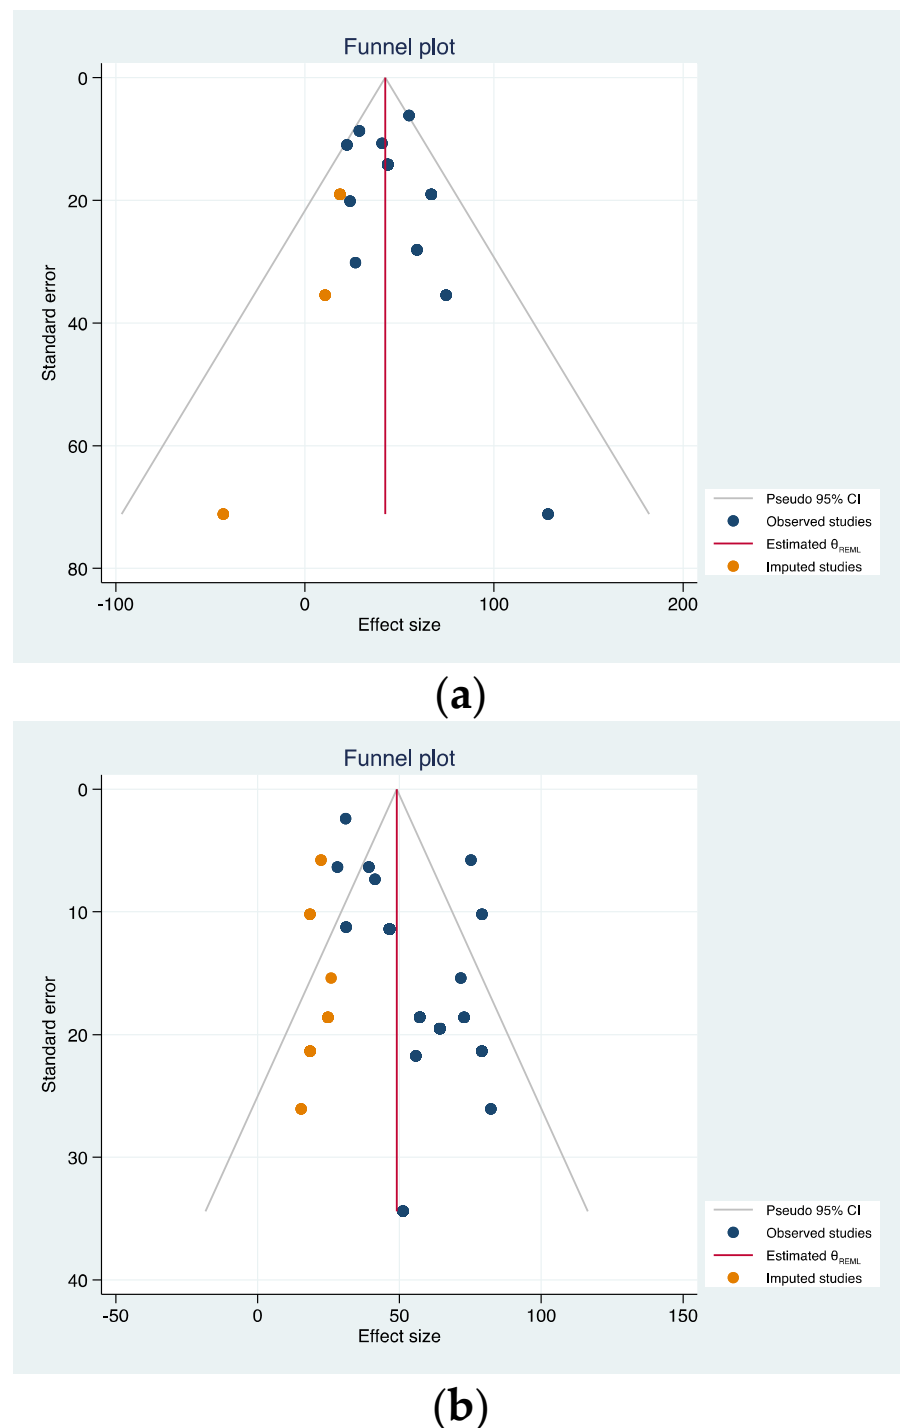 Funnel plot
0
20
40
60
80
Standard error
-100 0 100 200
Effect size
Pseudo 95% CI
Observed studies
Estimated θREML
Imputed studies
(a)
Funnel plot
0
10
20
30
40
Standard error
-50 0 50 100 150
Effect size
Pseudo 95% CI
Observed studies
Estimated θREML
Imputed studies
(b)